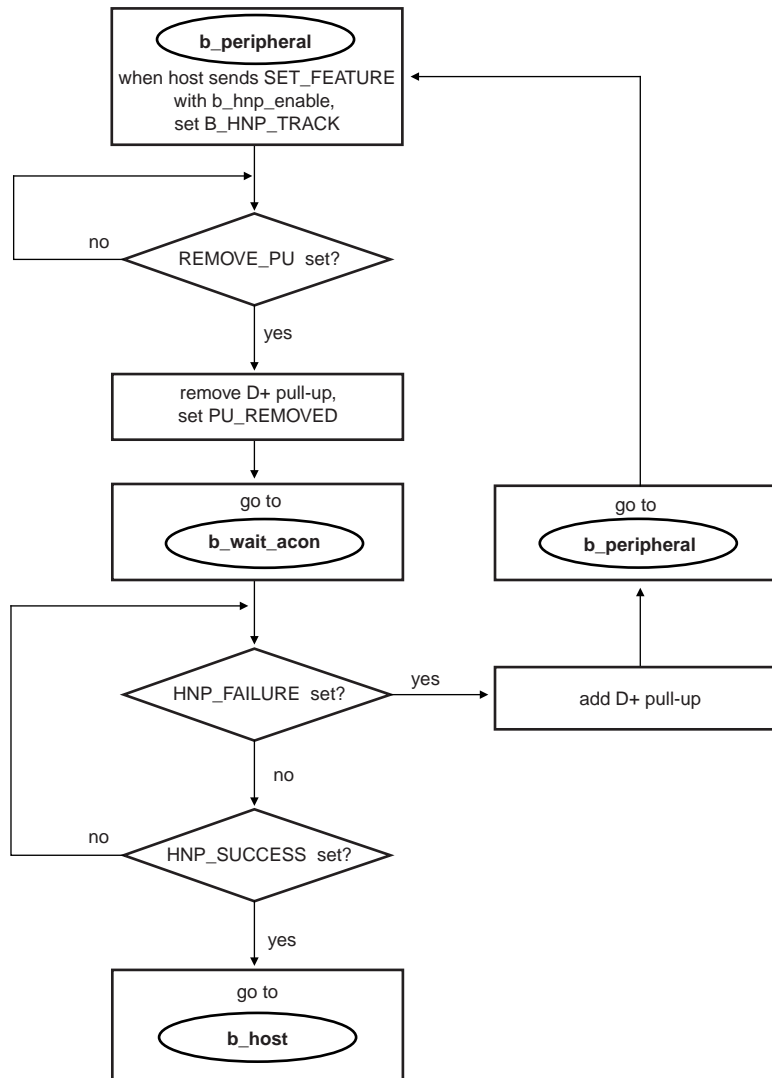 b_peripheral
when host sends SET_FEATURE
with b_hnp_enable,
set B_HNP_TRACK
no
REMOVE_PU set?
yes
remove D+ pull-up,
set PU_REMOVED
go to
b_wait_acon
go to
b_peripheral
HNP_FAILURE set?
yes
add D+ pull-up
no
no
HNP_SUCCESS set?
yes
go to
b_host